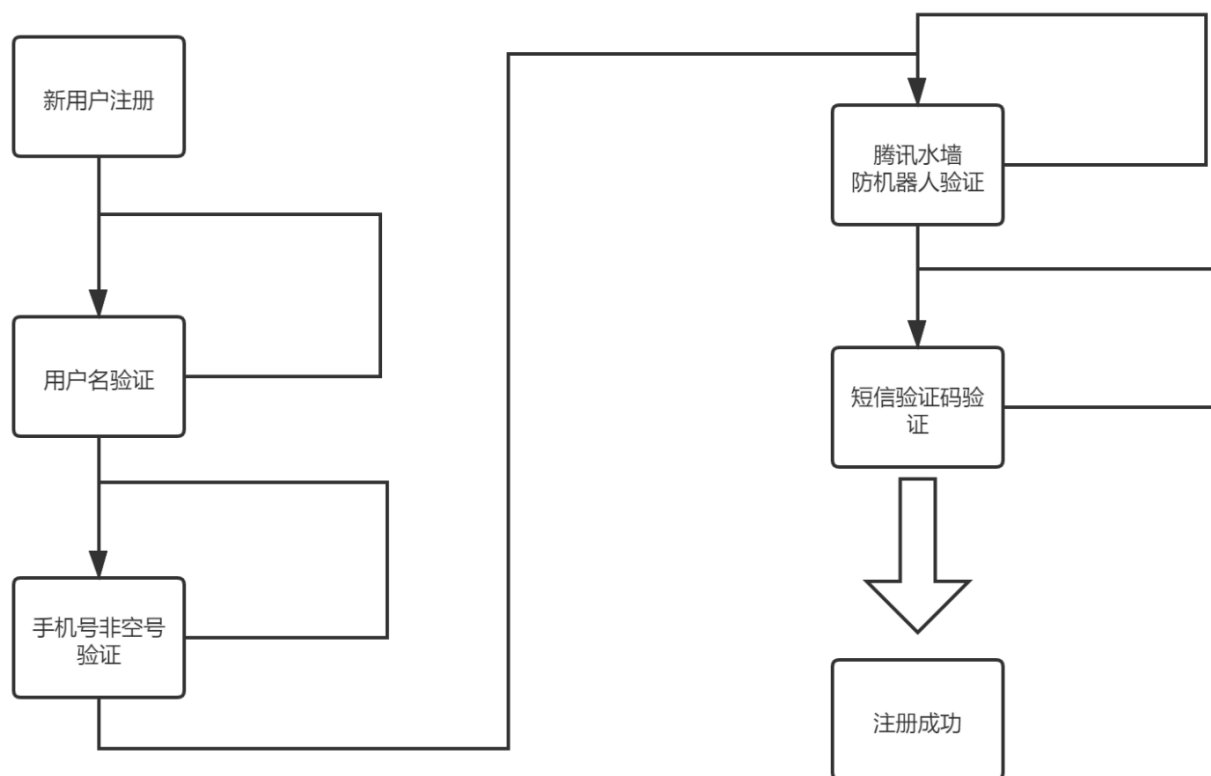 新用户注册
用户名验证
手机号非空号
验证
腾讯水墙
防机器人验证
短信验证码验
证
注册成功